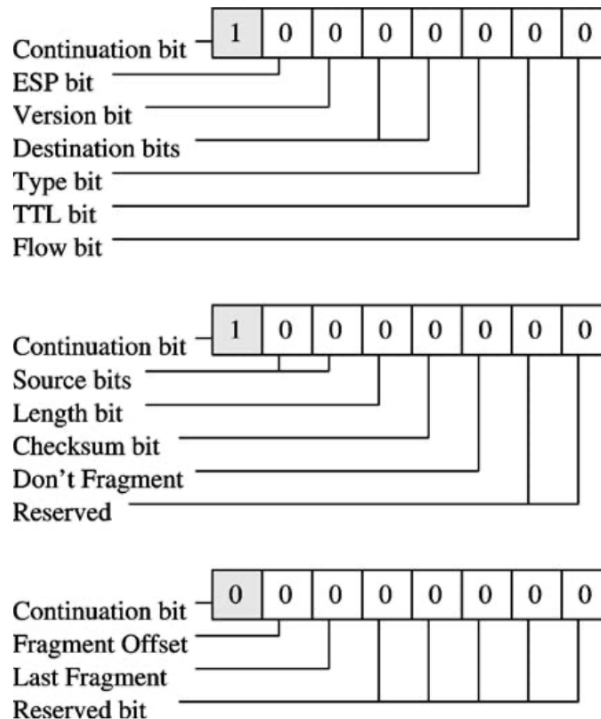 1 0 0 0 0 0 0 0
Continuation bit
ESP bit
Version bit
Destination bits
Type bit
TTL bit
Flow bit
1 0 0 0 0 0 0 0
Continuation bit
Source bits
Length bit
Checksum bit
Don't Fragment
Reserved
0 0 0 0 0 0 0 0
Continuation bit
Fragment Offset
Last Fragment
Reserved bit